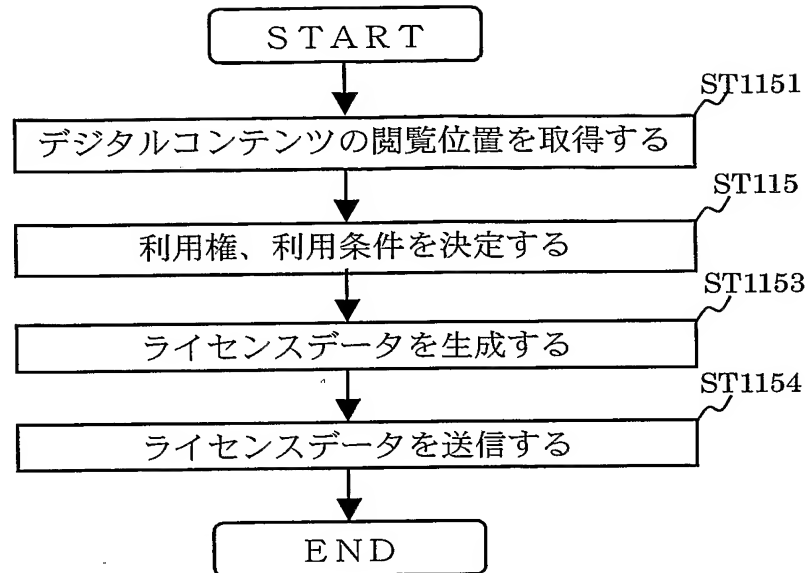 START
ST1151
デジタルコンテンツの閲覧位置を取得する
ST115
利用権、利用条件を決定する
ST1153
ライセンスデータを生成する
ST1154
ライセンスデータを送信する
END